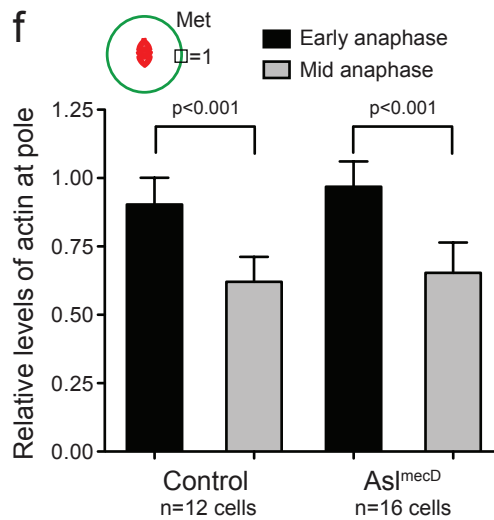 f
Met
=1
Early anaphase
Mid anaphase
Relative levels of actin at pole
1.25
1.00
0.75
0.50
0.25
0.00
p<0.001
p<0.001
Control
n=12 cells
Asl^mecD
n=16 cells